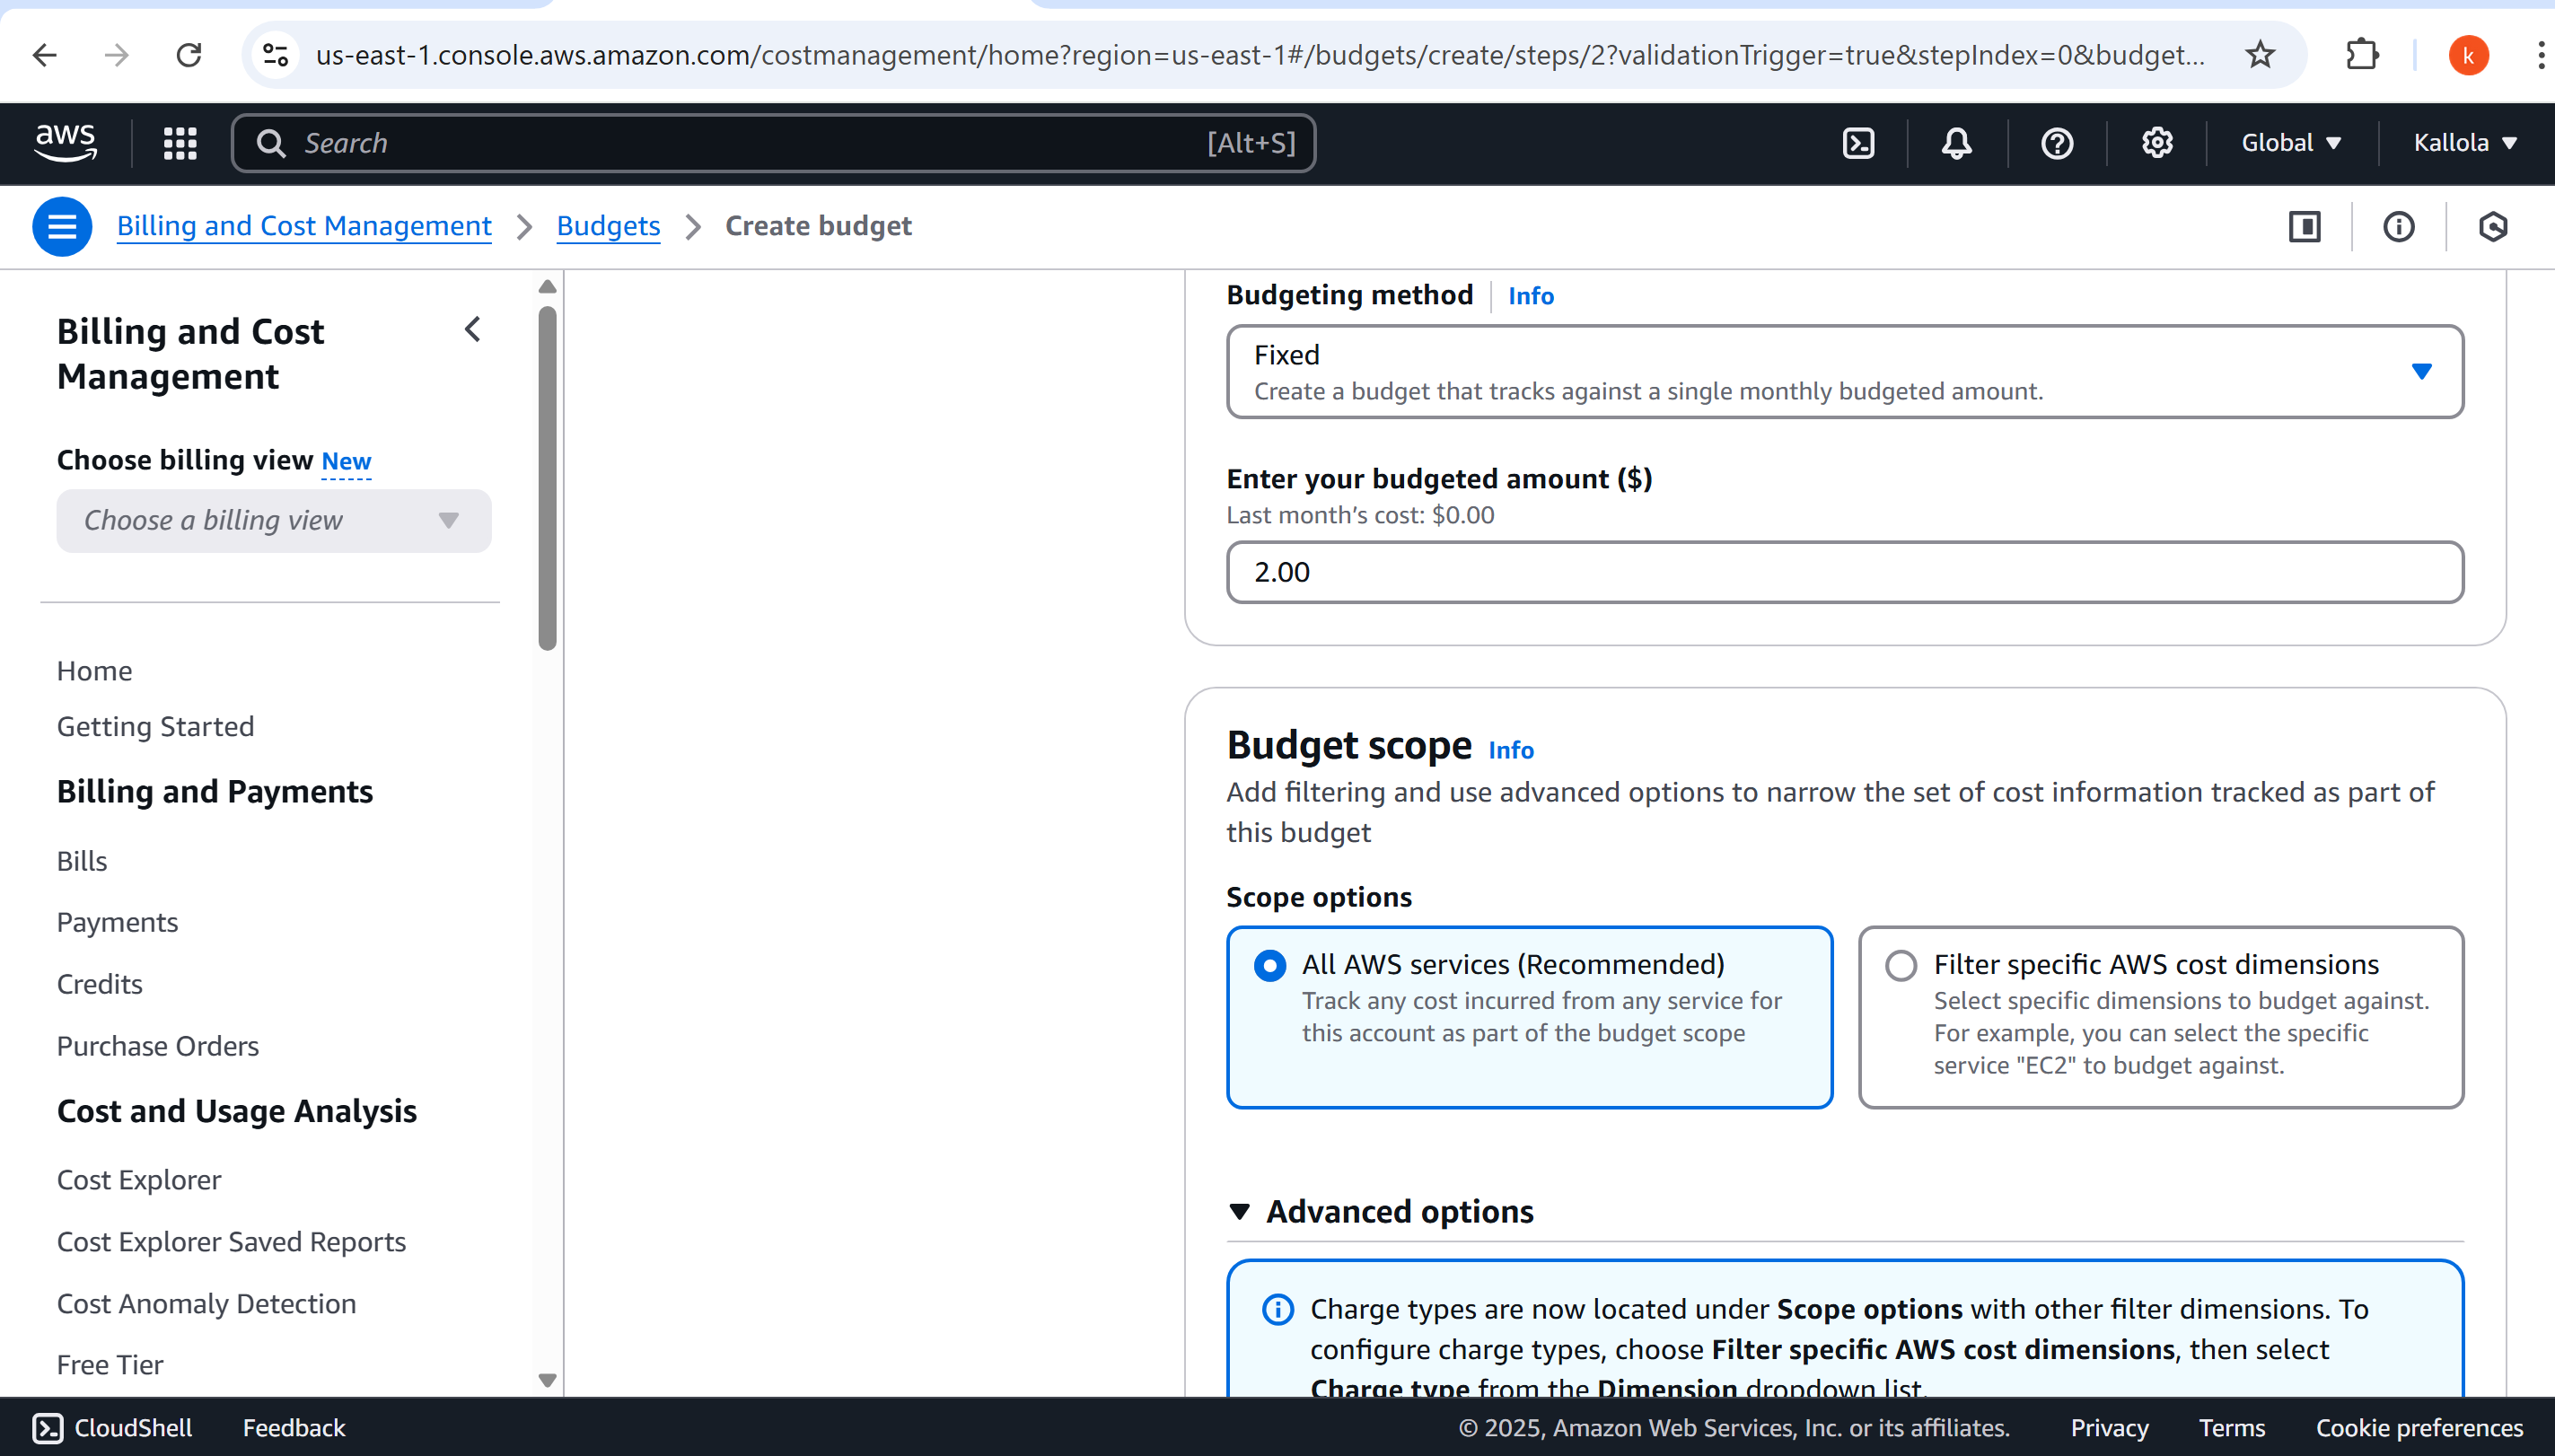 us-east-1.console.aws.amazon.com/costmanagement/home?region=us-east-1#/budgets/create/steps/2?validationTrigger=true&stepIndex=0&budget...
k
aws
Search
[Alt+S]
Global
Kallola
Billing and Cost Management
Budgets
Create budget
Billing and Cost
Management
Choose billing view New
Choose a billing view
Home
Getting Started
Billing and Payments
Bills
Payments
Credits
Purchase Orders
Cost and Usage Analysis
Cost Explorer
Cost Explorer Saved Reports
Cost Anomaly Detection
Free Tier
Budgeting method
Info
Fixed
Create a budget that tracks against a single monthly budgeted amount.
Enter your budgeted amount ($)
Last month's cost: $0.00
2.00
Budget scope Info
Add filtering and use advanced options to narrow the set of cost information tracked as part of
this budget
Scope options
All AWS services (Recommended)
Track any cost incurred from any service for
this account as part of the budget scope
Filter specific AWS cost dimensions
Select specific dimensions to budget against.
For example, you can select the specific
service "EC2" to budget against.
Advanced options
Charge types are now located under Scope options with other filter dimensions. To
configure charge types, choose Filter specific AWS cost dimensions, then select
Charge type from the Dimension dropdown list.
CloudShell
Feedback
© 2025, Amazon Web Services, Inc. or its affiliates.
Privacy
Terms
Cookie preferences